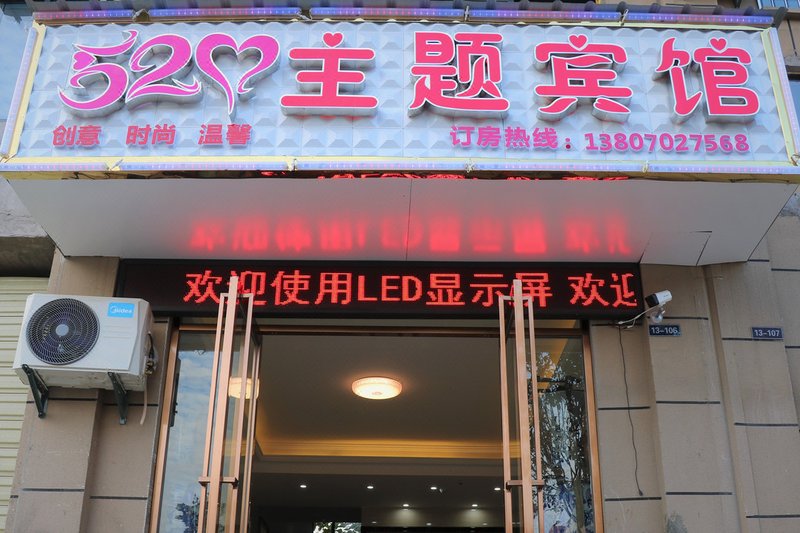 520主题宾馆
创意 时尚 温馨
订房热线：13807027568
欢迎使用LED显示屏 欢迎
Midea
13-106
13-107